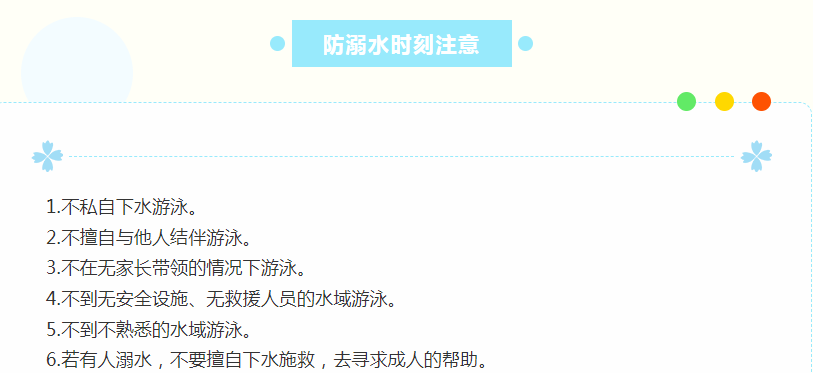 防溺水时刻注意
1.不私自下水游泳。
2.不擅自与他人结伴游泳。
3.不在无家长带领的情况下游泳。
4.不到无安全设施、无救援人员的水域游泳。
5.不到不熟悉的水域游泳。
6.若有人溺水，不要擅自下水施救，去寻求成人的帮助。